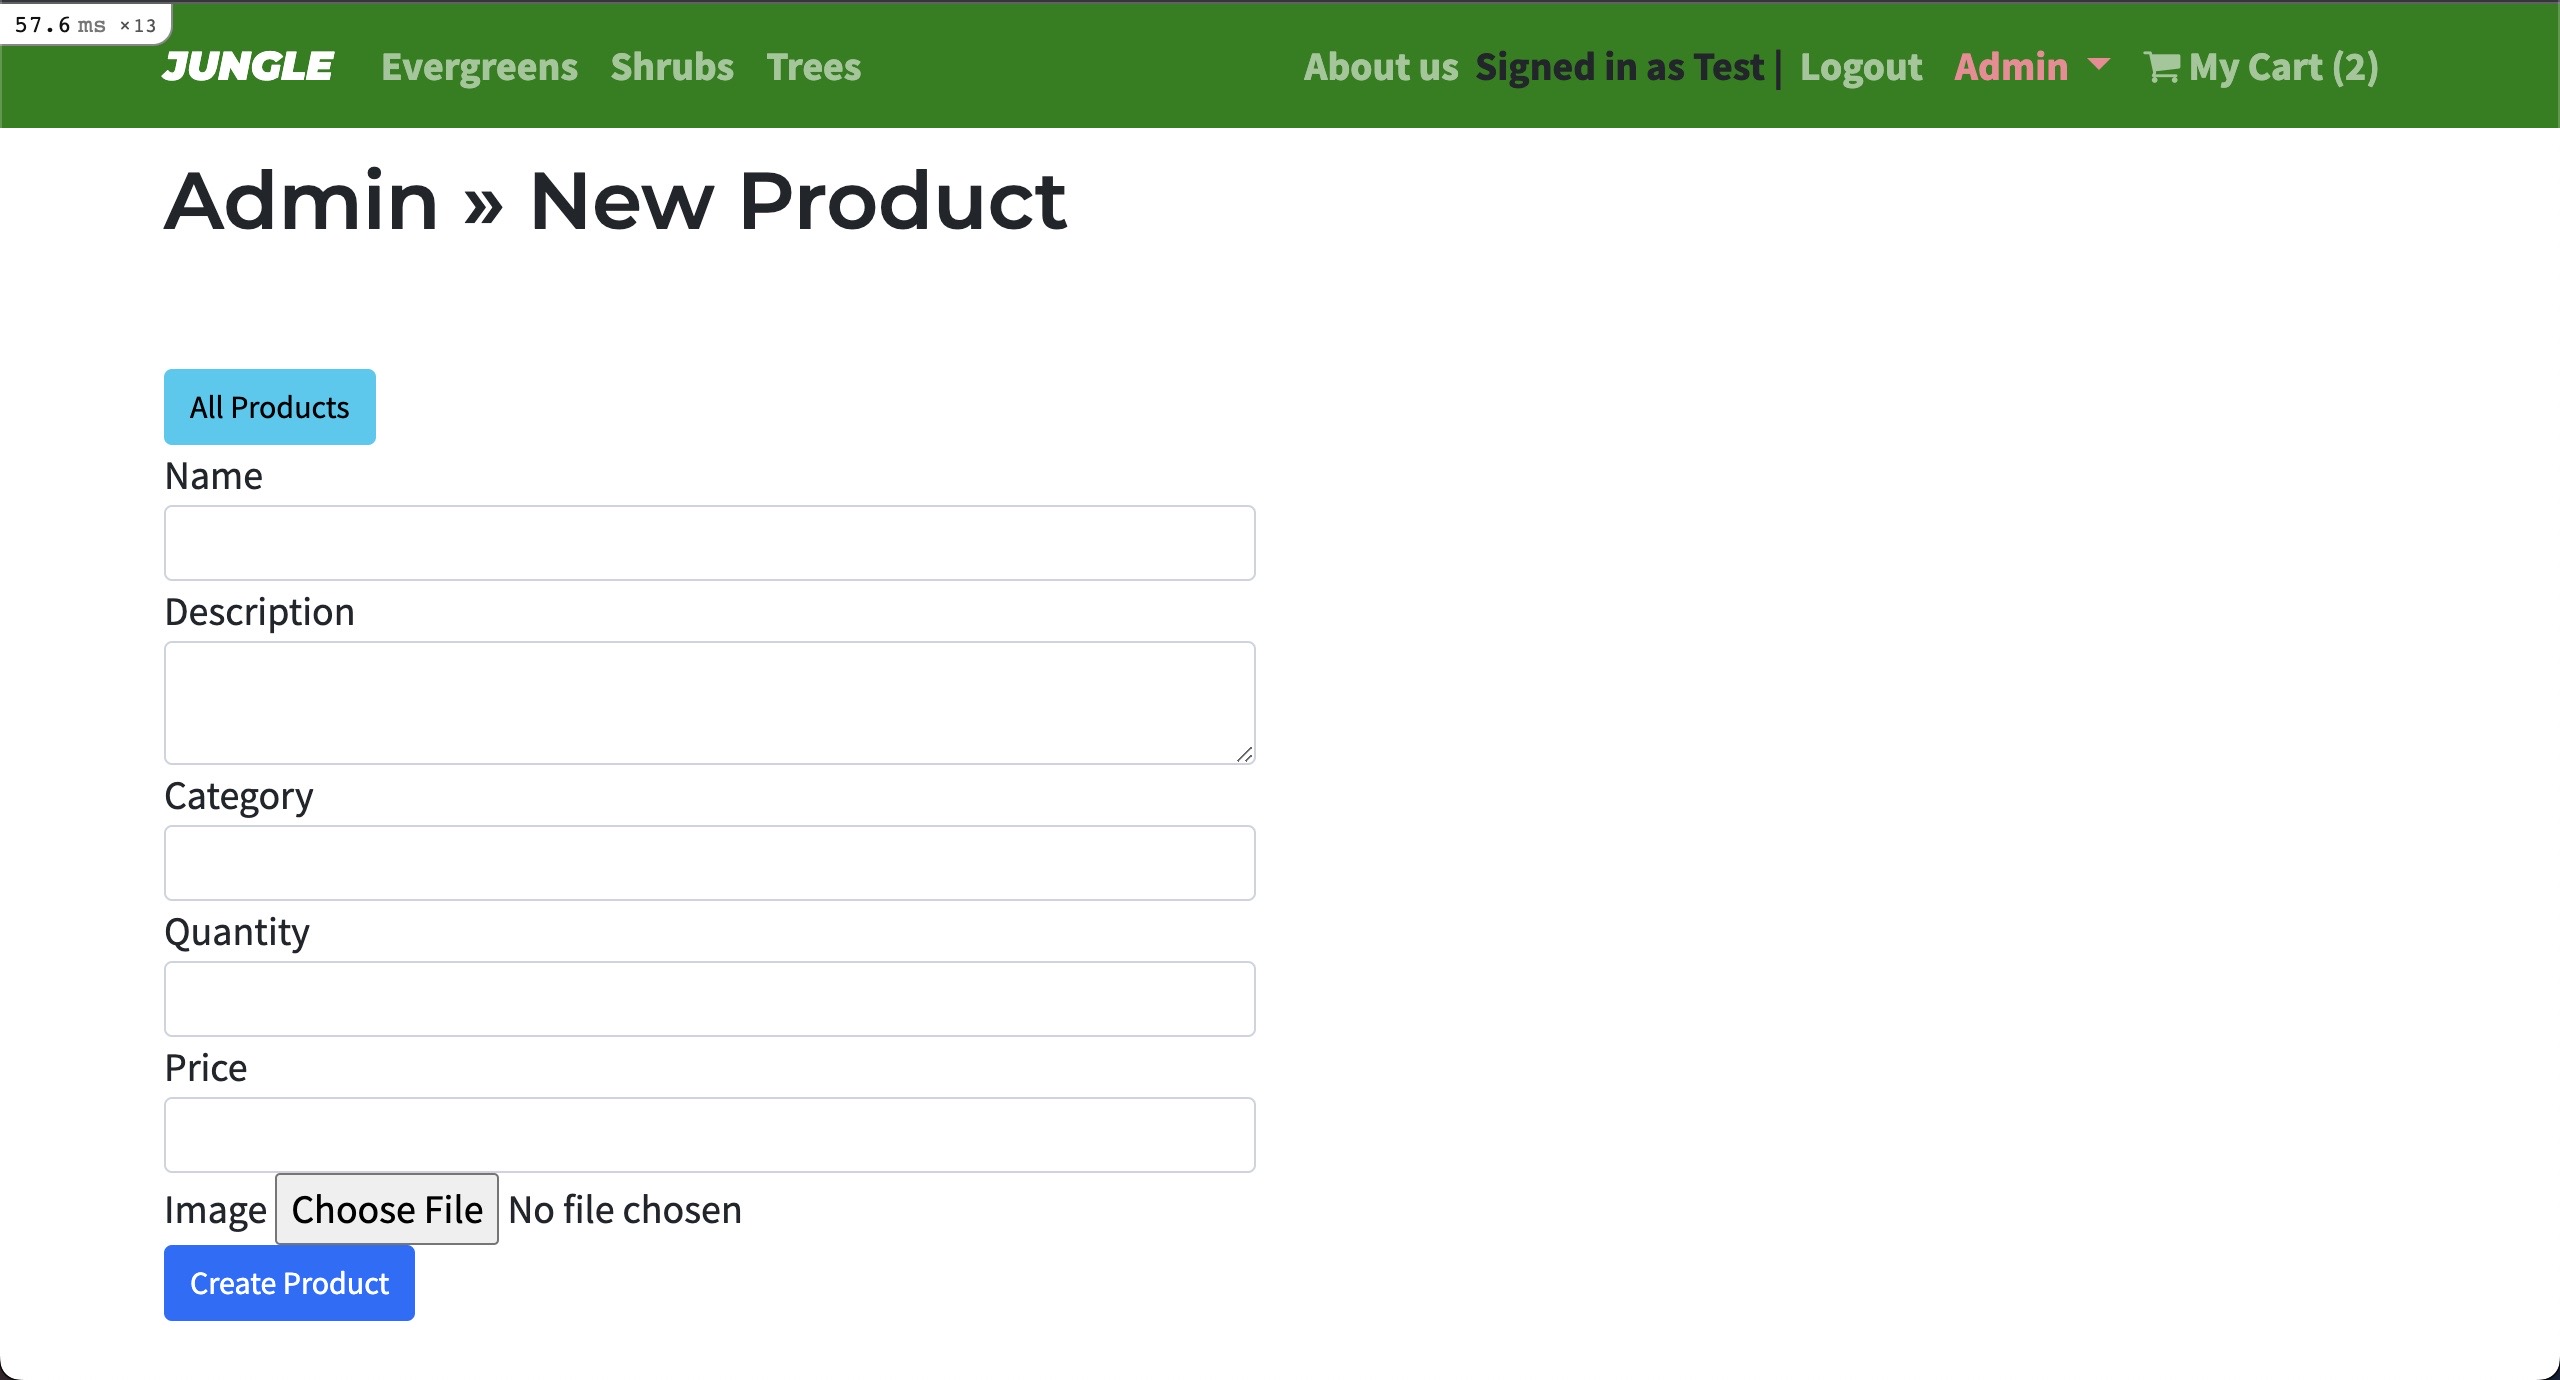 57.6 ms ×13
JUNGLE Evergreens Shrubs Trees About us Signed in as Test | Logout Admin My Cart (2)
Admin » New Product
All Products
Name
Description
Category
Quantity
Price
Image Choose File No file chosen
Create Product